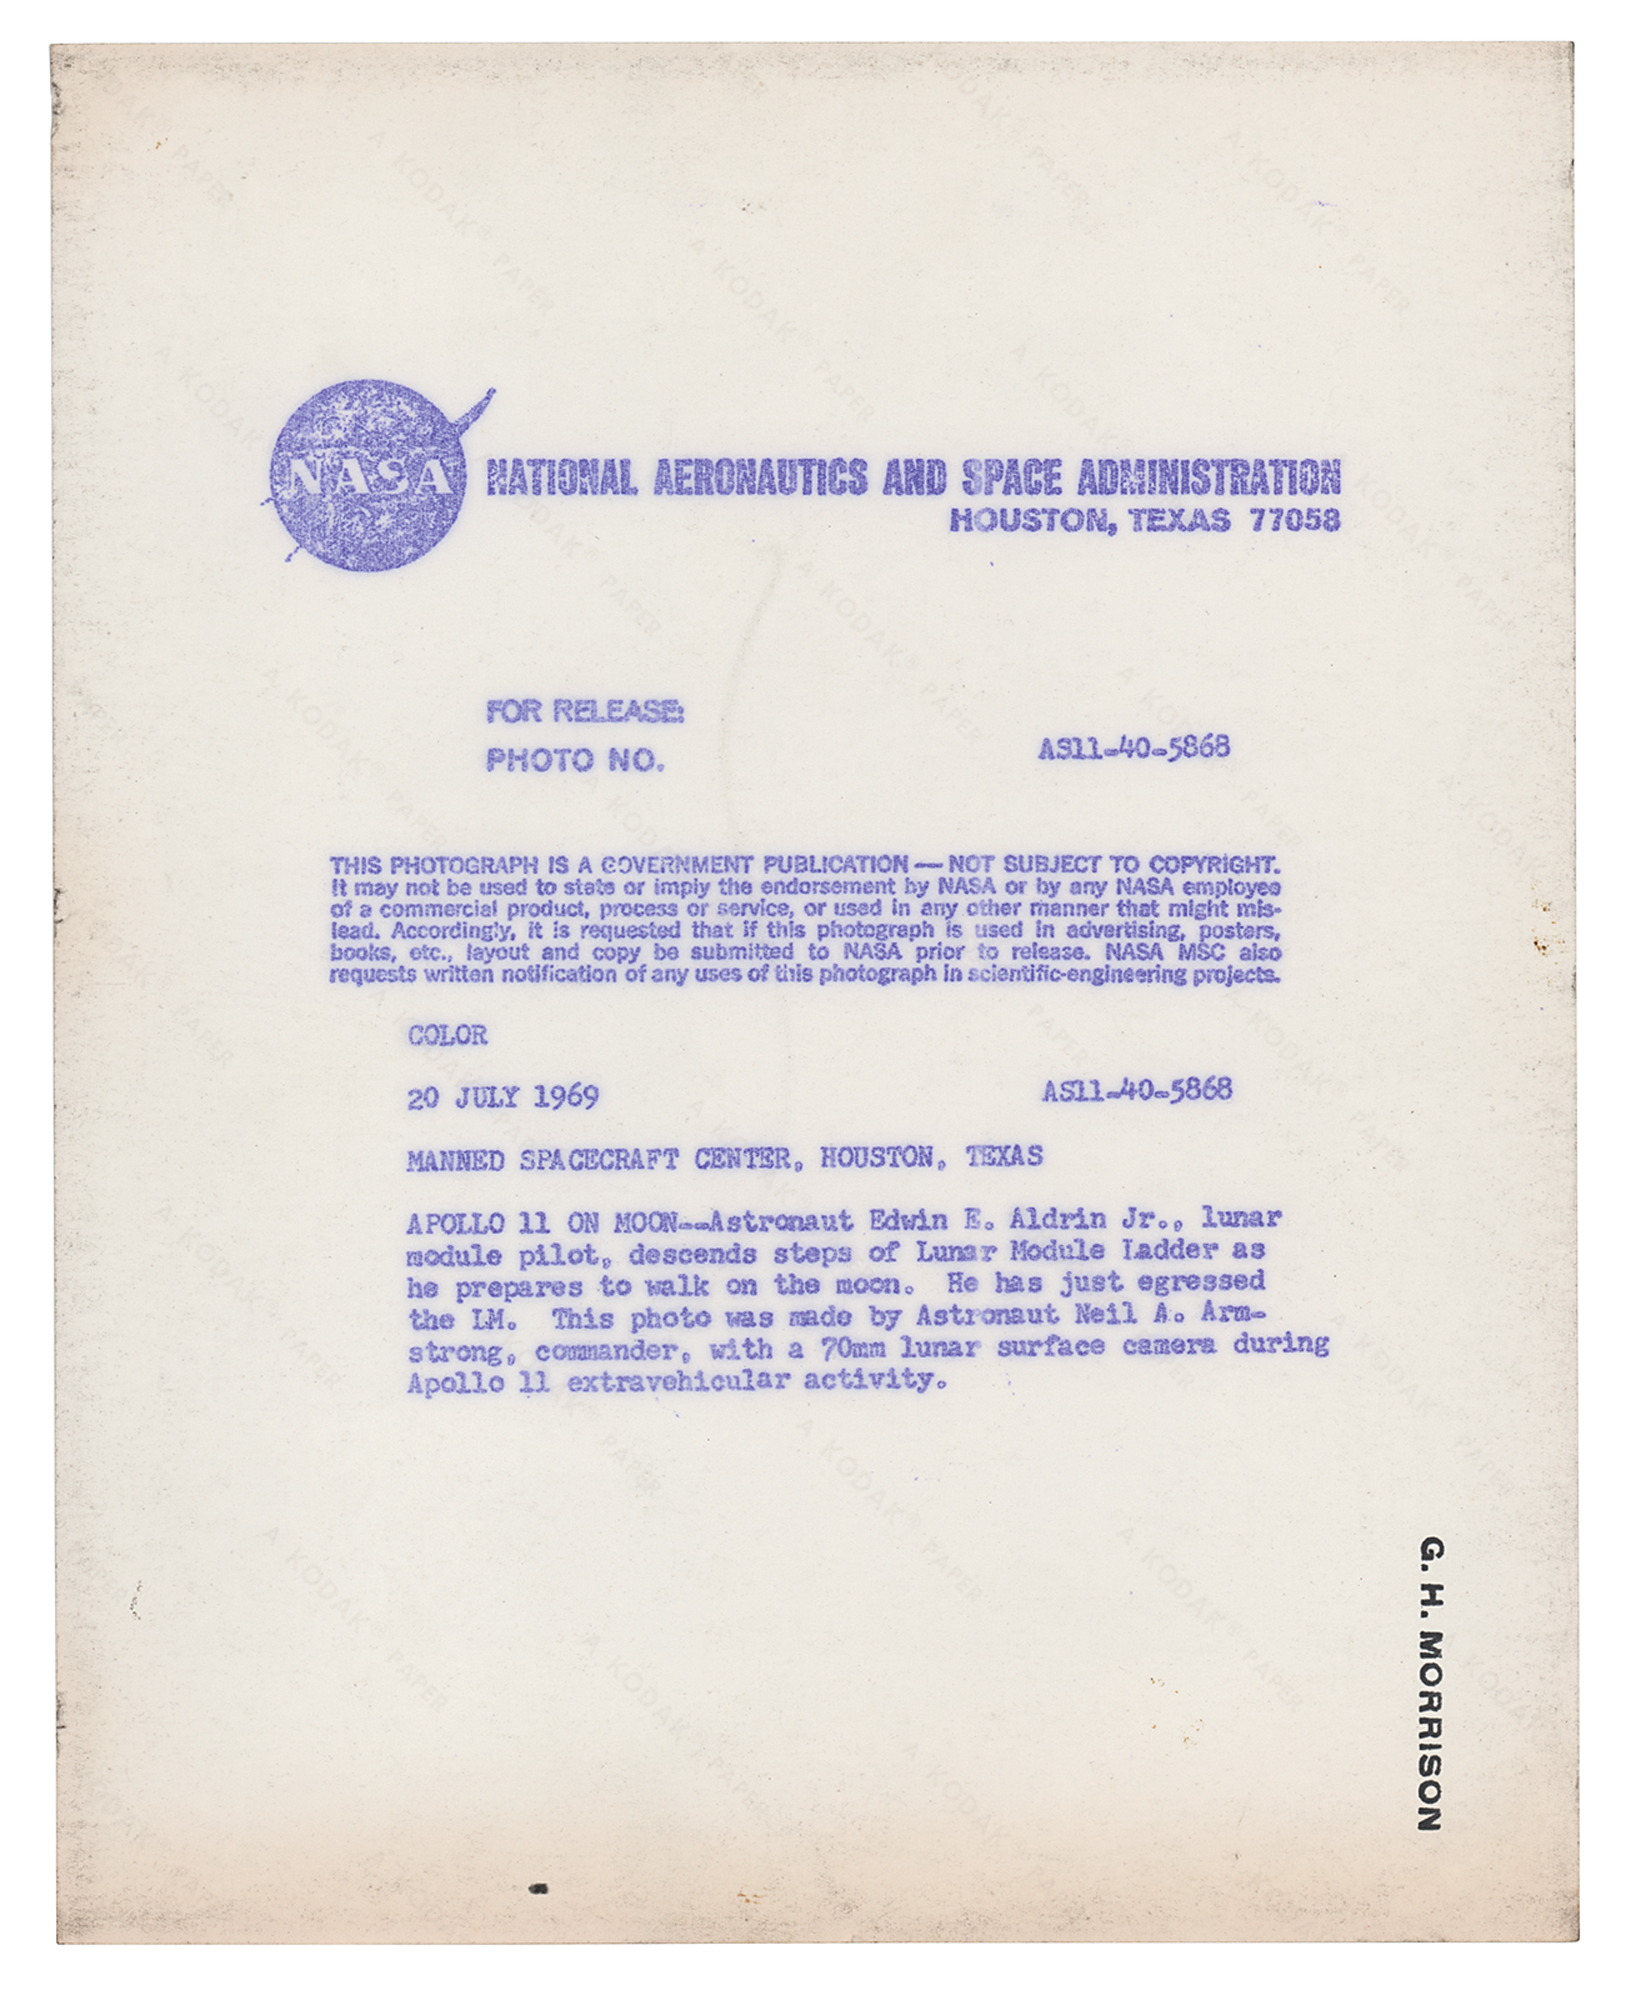 NASA
NATIONAL AERONAUTICS AND SPACE ADMINISTRATION
HOUSTON, TEXAS 77058
FOR RELEASE:
PHOTO NO.
AS11-40-5868
THIS PHOTOGRAPH IS A GOVERNMENT PUBLICATION — NOT SUBJECT TO COPYRIGHT.
It may not be used to state or imply the endorsement by NASA or by any NASA employee
of a commercial product, process or service, or used in any other manner that might mis-
lead. Accordingly, it is requested that if this photograph is used in advertising, posters,
books, etc., layout and copy be submitted to NASA prior to release. NASA MSC also
requests written notification of any uses of this photograph in scientific-engineering projects.
COLOR
20 JULY 1969
AS11-40-5868
MANNED SPACECRAFT CENTER, HOUSTON, TEXAS
APOLLO 11 ON MOON--Astronaut Edwin E. Aldrin Jr., lunar
module pilot, descends steps of Lunar Module Ladder as
he prepares to walk on the moon. He has just egressed
the LM. This photo was made by Astronaut Neil A. Arm-
strong, commander, with a 70mm lunar surface camera during
Apollo 11 extravehicular activity.
G. H. MORRISON
A KODAK® PAPER